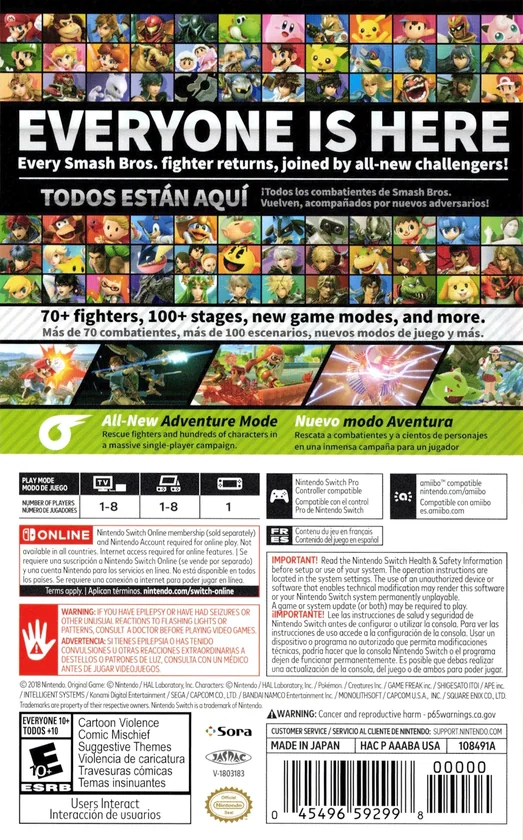 EVERYONE IS HERE
Every Smash Bros. fighter returns, joined by all-new challengers!
TODOS ESTÁN AQUÍ
¡Todos los combatientes de Smash Bros.
Vuelven, acompañados por nuevos adversarios!
70+ fighters, 100+ stages, new game modes, and more.
Más de 70 combatientes, más de 100 escenarios, nuevos modos de juego y más.
All-New Adventure Mode
Rescue fighters and hundreds of characters in
a massive single-player campaign.
Nuevo modo Aventura
Rescata a combatientes y a cientos de personajes
en una inmensa campaña para un jugador
PLAY MODE
MODO DE JUEGO
TV
NUMBER OF PLAYERS
NÚMERO DE JUGADORES
1-8
1-8
1
Nintendo Switch Pro
Controller compatible
Compatible con el control
Pro de Nintendo Switch
amiibo™ compatible
nintendo.com/amiibo
Compatible con amiibo
es.amiibo.com
ONLINE
Nintendo Switch Online membership (sold separately)
and Nintendo Account required for online play. Not
available in all countries. Internet access required for online features. | Se
requiere una suscripción a Nintendo Switch Online (se vende por separado)
y una cuenta Nintendo para los servicios en línea. No está disponible en todos
los países. Se requiere una conexión a internet para poder jugar en línea.
Terms apply. | Aplican términos. nintendo.com/switch-online
FR
ES
Contenu du jeu en français
Contenido del juego en español
IMPORTANT! Read the Nintendo Switch Health & Safety Information
before setup or use of your system. The operation instructions are
located in the system settings. The use of an unauthorized device or
software that enables technical modification may render this software
or your Nintendo Switch system permanently unplayable.
A game or system update (or both) may be required to play.
¡IMPORTANTE! Lee las instrucciones de salud y seguridad de
Nintendo Switch antes de configurar o utilizar la consola. Para ver las
instrucciones de uso accede a la configuración de la consola. Usar un
dispositivo o programa no autorizado que permita modificaciones
técnicas, podría hacer que la consola Nintendo Switch o el programa
dejen de funcionar permanentemente. Es posible que debas realizar
una actualización de la consola, del juego o de ambos para poder jugar.
WARNING: IF YOU HAVE EPILEPSY OR HAVE HAD SEIZURES OR
OTHER UNUSUAL REACTIONS TO FLASHING LIGHTS OR
PATTERNS, CONSULT A DOCTOR BEFORE PLAYING VIDEO GAMES.
ADVERTENCIA: SI TIENES EPILEPSIA O HAS TENIDO
CONVULSIONES U OTRAS REACCIONES EXTRAORDINARIAS A
DESTELLOS O PATRONES DE LUZ, CONSULTA CON UN MÉDICO
ANTES DE JUGAR VIDEOJUEGOS.
© 2018 Nintendo. Original Game: © Nintendo / HAL Laboratory, Inc. Characters: © Nintendo / HAL Laboratory, Inc. / Pokémon. / Creatures Inc. / GAME FREAK inc. / SHIGESATO ITOI / APE inc.
/ INTELLIGENT SYSTEMS / Konami Digital Entertainment / SEGA / CAPCOM CO., LTD. / BANDAI NAMCO Entertainment Inc. / MONOLITHSOFT / CAPCOM U.S.A., INC. / SQUARE ENIX CO., LTD.
Trademarks are property of their respective owners. Nintendo Switch is a trademark of Nintendo.
WARNING: Cancer and reproductive harm - p65warnings.ca.gov
EVERYONE 10+
TODOS +10
E
10+
ESRB
Cartoon Violence
Comic Mischief
Suggestive Themes
Violencia de caricatura
Travesuras cómicas
Temas insinuantes
Users Interact
Interacción de Usuarios
Sora
JASPAC
V-1803183
Official
Nintendo
Seal
CUSTOMER SERVICE / SERVICIO AL CLIENTE DE NINTENDO: SUPPORT.NINTENDO.COM
MADE IN JAPAN
HAC P AAABA USA
108491A
00000
0 45496 59299 8